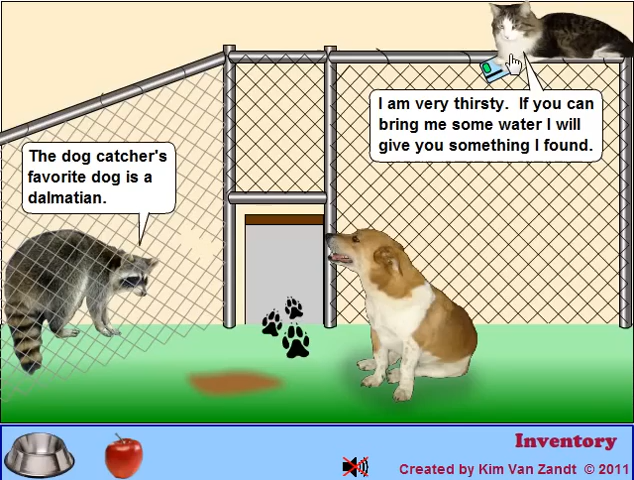 I am very thirsty.  If you can
bring me some water I will
give you something I found.
The dog catcher's
favorite dog is a
dalmatian.
Inventory
Created by Kim Van Zandt  © 2011